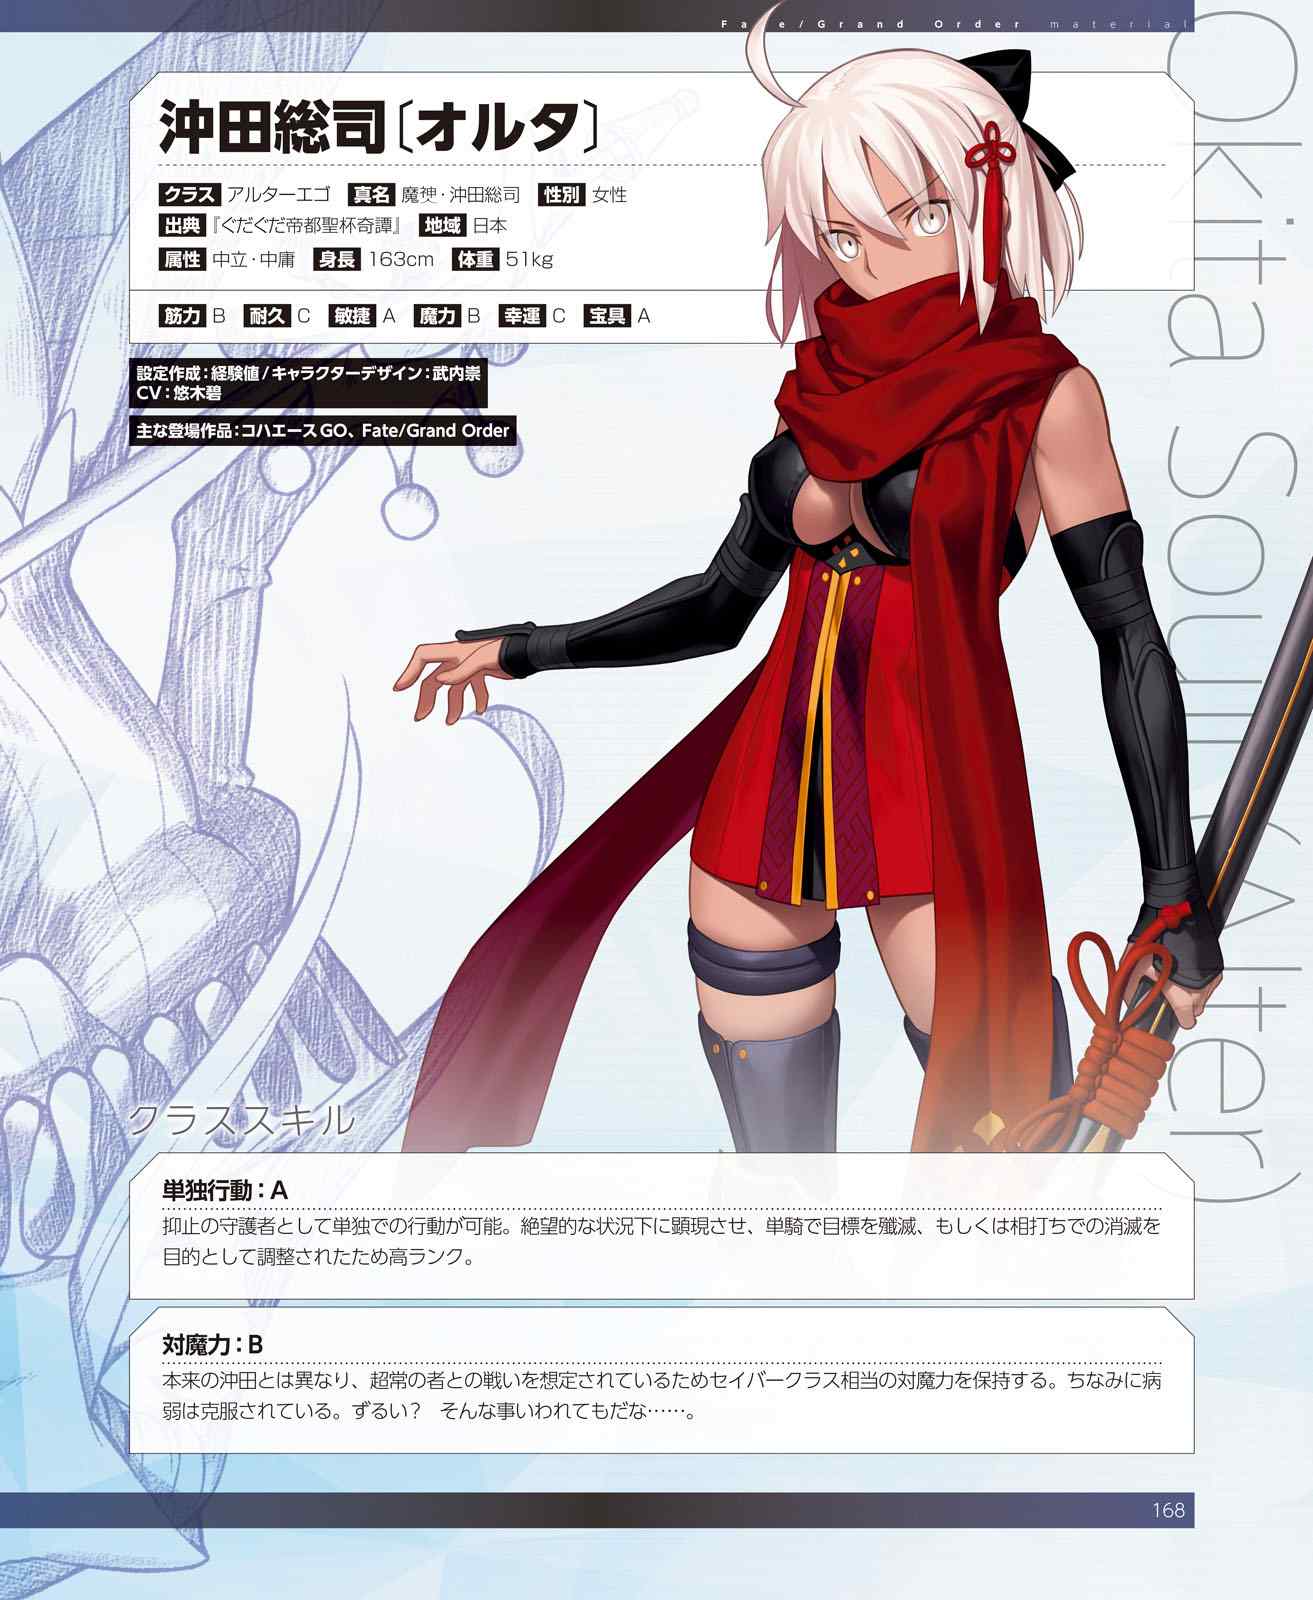 Fate/Grand Order material
沖田総司〔オルタ〕
クラス アルターエゴ 真名 魔神・沖田総司 性別 女性
出典 『ぐだぐだ帝都聖杯奇譚』 地域 日本
属性 中立・中庸 身長 163cm 体重 51kg
筋力 B 耐久 C 敏捷 A 魔力 B 幸運 C 宝具 A
設定作成：経験値/キャラクターデザイン：武内崇
CV：悠木碧
主な登場作品：コハエースGO、Fate/Grand Order
Okita Souji(Alter)
クラススキル
単独行動：A
抑止の守護者として単独での行動が可能。絶望的な状況下に顕現させ、単騎で目標を殲滅、もしくは相打ちでの消滅を
目的として調整されたため高ランク。
対魔力：B
本来の沖田とは異なり、超常の者との戦いを想定されているためセイバークラス相当の対魔力を保持する。ちなみに病
弱は克服されている。ずるい？　そんな事いわれてもだな……。
168